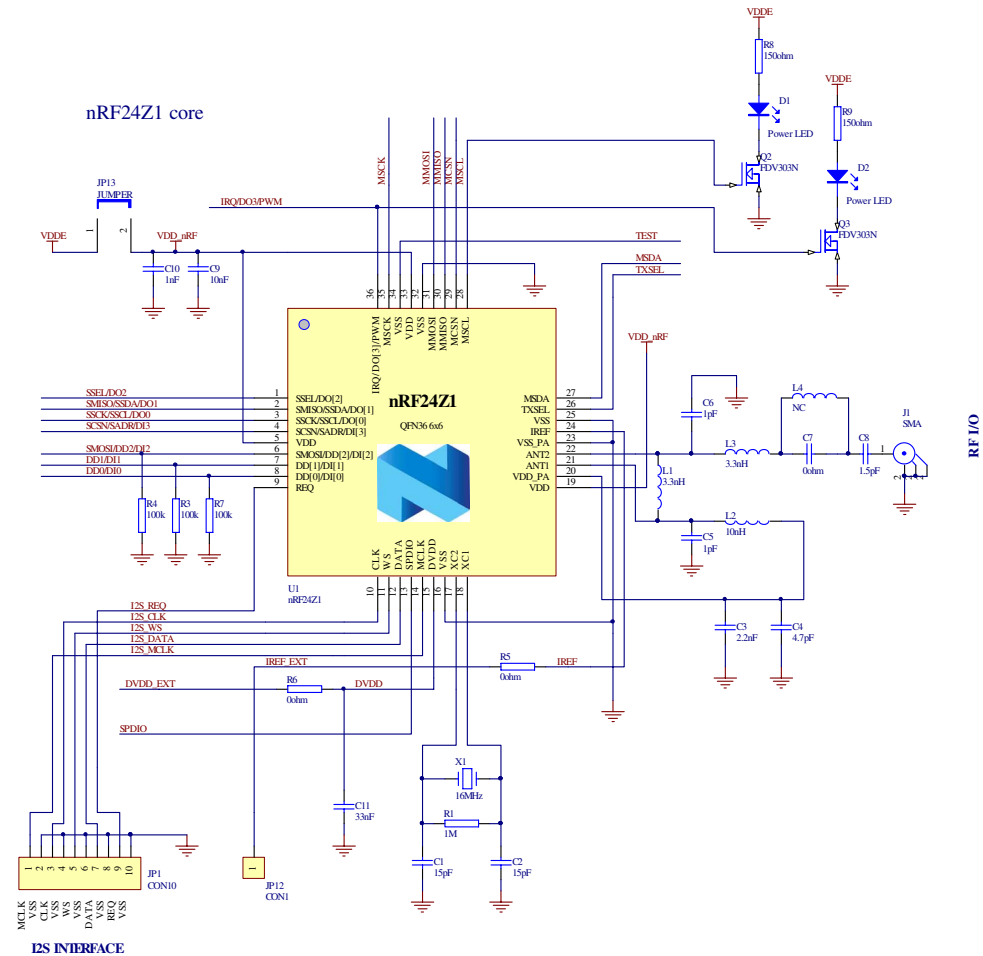 nRF24Z1 core
VDDE
R8
150ohm
D1
Power LED
Q2
FDV303N
VDDE
R9
150ohm
D2
Power LED
Q3
FDV303N
JP13
JUMPER
1
2
VDDE
VDD_nRF
C10
1nF
C9
10nF
IRQ/DO3/PWM
MSCK
MMOSI
MMISO
MCSN
MSCL
TEST
MSDA
TXSEL
36
35
34
33
32
31
30
29
28
IRQ/DO[3]/PWM
MSCK
VSS
VDD
VSS
MMOSI
MMISO
MCSN
MSCL
nRF24Z1
QFN36 6x6
SSEL/DO2
1
SSEL/DO[2]
SMISO/SSDA/DO1
2
SMISO/SSDA/DO[1]
SSCK/SSCL/DO0
3
SSCK/SSCL/DO[0]
SCSN/SADR/DI3
4
SCSN/SADR/DI[3]
5
VDD
SMOSI/DD2/DI2
6
SMOSI/DD[2]/DI[2]
DD1/DI1
7
DD[1]/DI[1]
DD0/DI0
8
DD[0]/DI[0]
9
REQ
MSDA
27
TXSEL
26
VSS
25
IREF
24
VSS_PA
23
ANT2
22
ANT1
21
VDD_PA
20
VDD
19
CLK
WS
DATA
SPDIO
MCLK
DVDD
VSS
XC2
XC1
10
11
12
13
14
15
16
17
18
U1
nRF24Z1
R4
100k
R3
100k
R7
100k
VDD_nRF
C6
1pF
L4
NC
L3
3.3nH
C7
0ohm
C8
1.5pF
J1
SMA
1
2
RF I/O
L1
3.3nH
L2
10nH
C5
1pF
C3
2.2nF
C4
4.7pF
I2S_REQ
I2S_CLK
I2S_WS
I2S_DATA
I2S_MCLK
IREF_EXT
R5
0ohm
IREF
DVDD_EXT
R6
0ohm
DVDD
SPDIO
X1
16MHz
R1
1M
C1
15pF
C2
15pF
C11
33nF
1
2
3
4
5
6
7
8
9
10
JP1
CON10
1
JP12
CON1
MCLK
VSS
CLK
VSS
WS
VSS
DATA
VSS
REQ
VSS
I2S INTERFACE